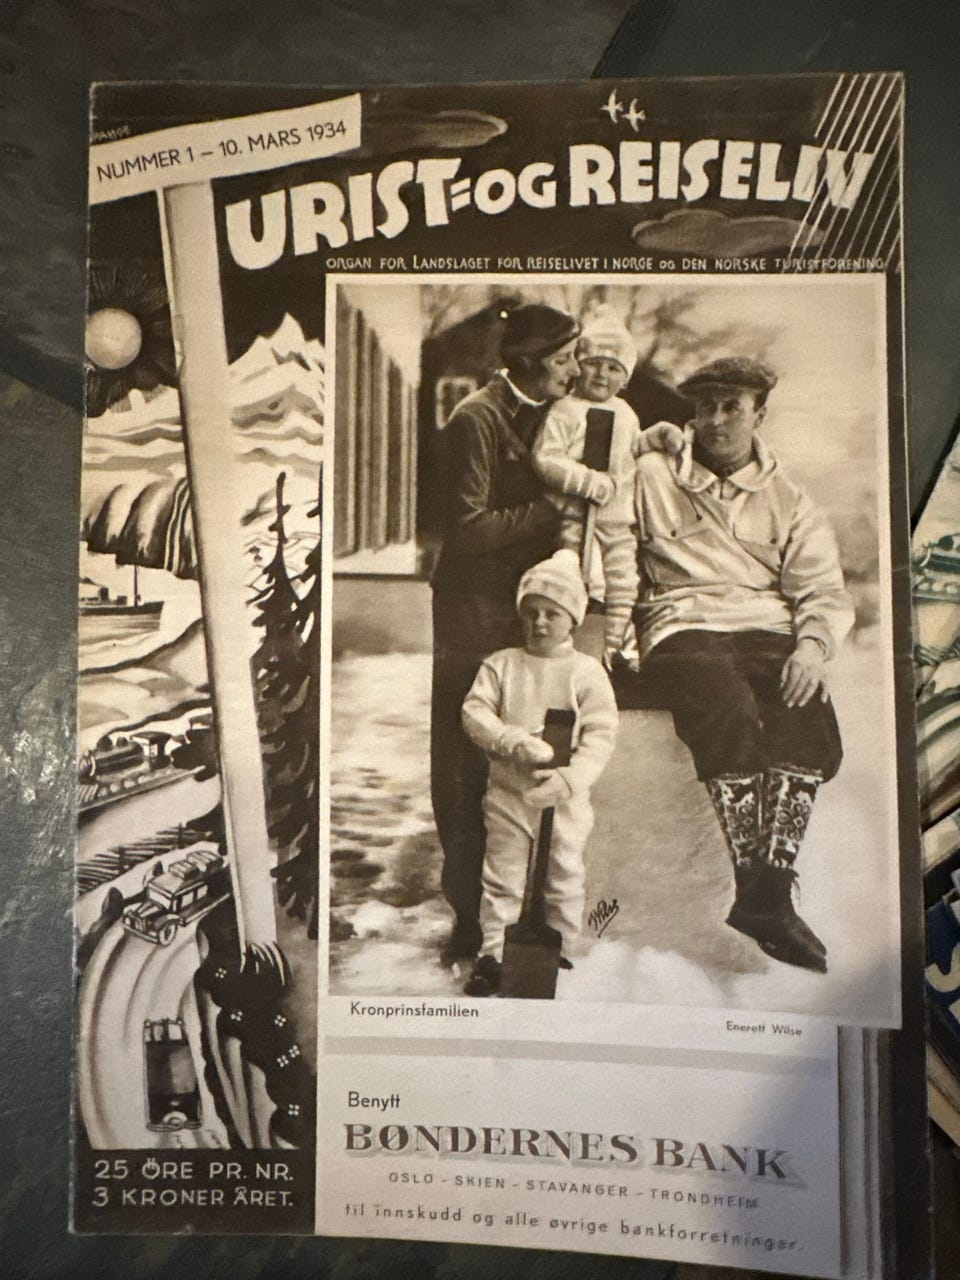 NUMMER 1 – 10. MARS 1934
TURIST= OG REISELIV
ORGAN FOR LANDSLAGET FOR REISELIVET I NORGE OG DEN NORSKE TURISTFORENING
Kronprinsfamilien
Enerett Wilse
Benytt
BØNDERNES BANK
OSLO - SKIEN - STAVANGER - TRONDHEIM
til innskudd og alle øvrige bankforretninger.
25 ÖRE PR. NR.
3 KRONER ÅRET.